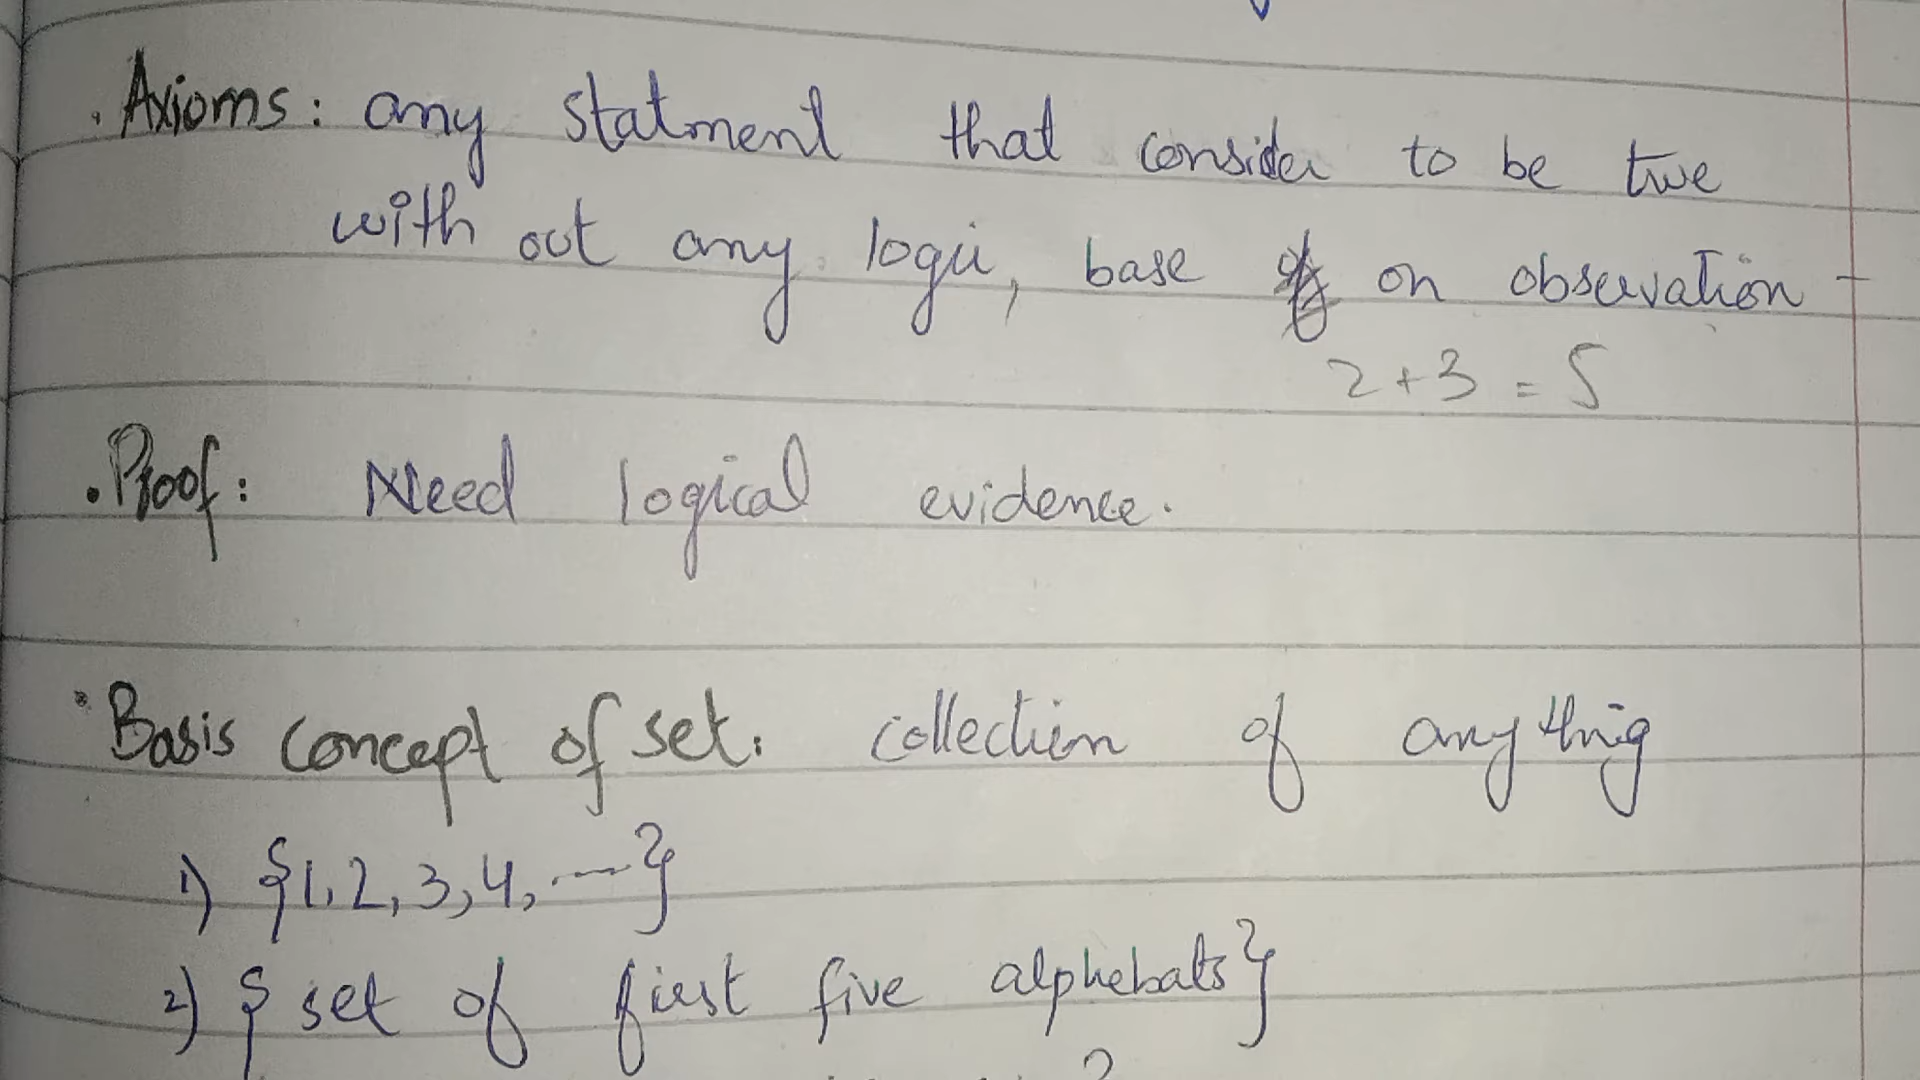 . Axioms: any statment that consider to be true
with out any logic, base on observation -
2+3 = 5
. Proof: Need logical evidence.
. Basis concept of set: collection of any thing
1) {1,2,3,4,---}
2) { set of first five alphebats}